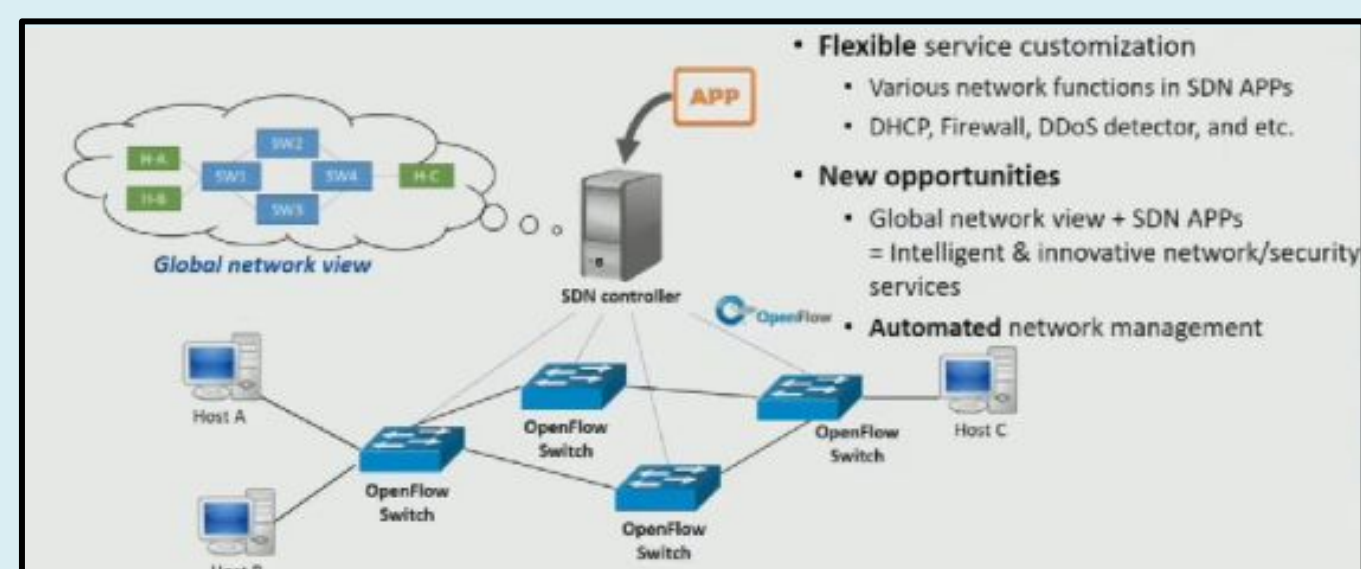 • Flexible service customization
• Various network functions in SDN APPs
• DHCP, Firewall, DDoS detector, and etc.
• New opportunities
• Global network view + SDN APPs
= Intelligent & innovative network/security
services
• Automated network management
APP
SW2
H-A
SW1
SW4
H-C
H-B
SW3
Global network view
SDN controller
OpenFlow
Host A
OpenFlow
Switch
OpenFlow
Switch
Host C
OpenFlow
Switch
OpenFlow
Switch
Host B